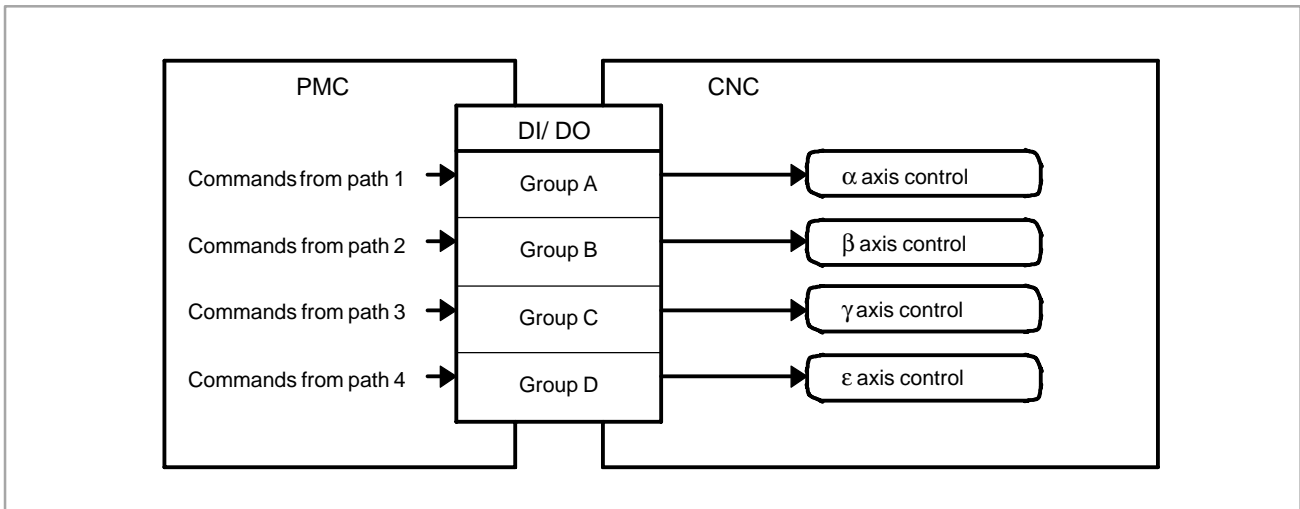 PMC
CNC
DI/ DO
Commands from path 1
Group A
α axis control
Commands from path 2
Group B
β axis control
Commands from path 3
Group C
γ axis control
Commands from path 4
Group D
ε axis control